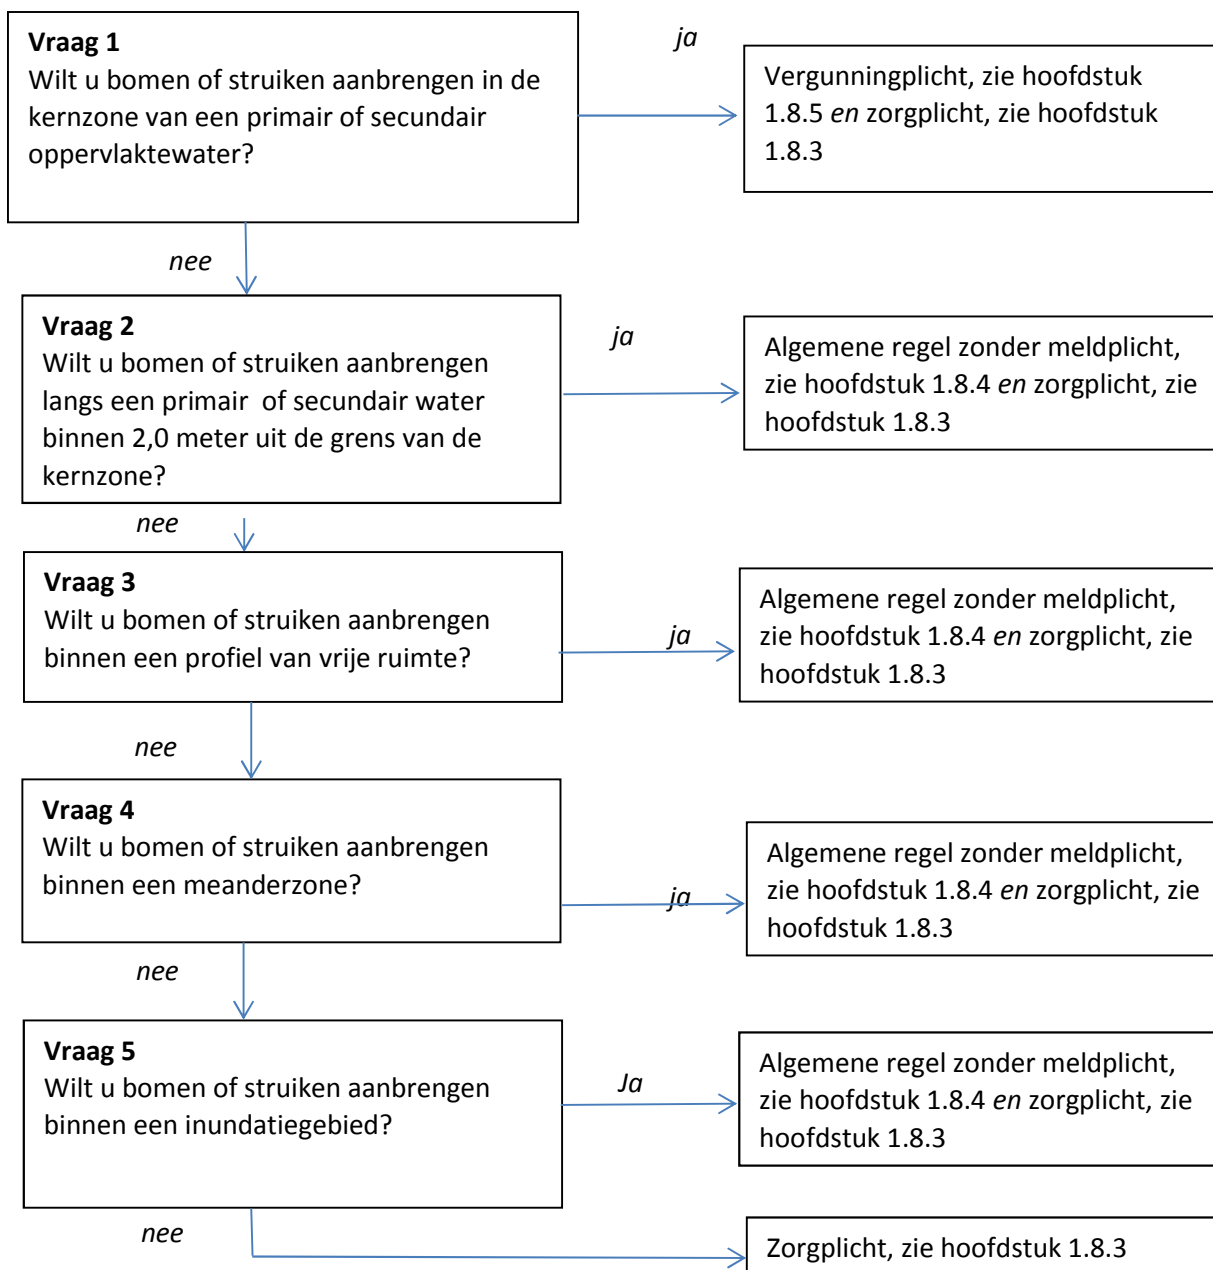 Vraag 1
Wilt u bomen of struiken aanbrengen in de
kernzone van een primair of secundair
oppervlaktewater?
ja
Vergunningplicht, zie hoofdstuk
1.8.5 en zorgplicht, zie hoofdstuk
1.8.3
nee
Vraag 2
Wilt u bomen of struiken aanbrengen
langs een primair of secundair water
binnen 2,0 meter uit de grens van de
kernzone?
ja
Algemene regel zonder meldplicht,
zie hoofdstuk 1.8.4 en zorgplicht, zie
hoofdstuk 1.8.3
nee
Vraag 3
Wilt u bomen of struiken aanbrengen
binnen een profiel van vrije ruimte?
ja
Algemene regel zonder meldplicht,
zie hoofdstuk 1.8.4 en zorgplicht, zie
hoofdstuk 1.8.3
nee
Vraag 4
Wilt u bomen of struiken aanbrengen
binnen een meanderzone?
ja
Algemene regel zonder meldplicht,
zie hoofdstuk 1.8.4 en zorgplicht, zie
hoofdstuk 1.8.3
nee
Vraag 5
Wilt u bomen of struiken aanbrengen
binnen een inundatiegebied?
Ja
Algemene regel zonder meldplicht,
zie hoofdstuk 1.8.4 en zorgplicht, zie
hoofdstuk 1.8.3
nee
Zorgplicht, zie hoofdstuk 1.8.3